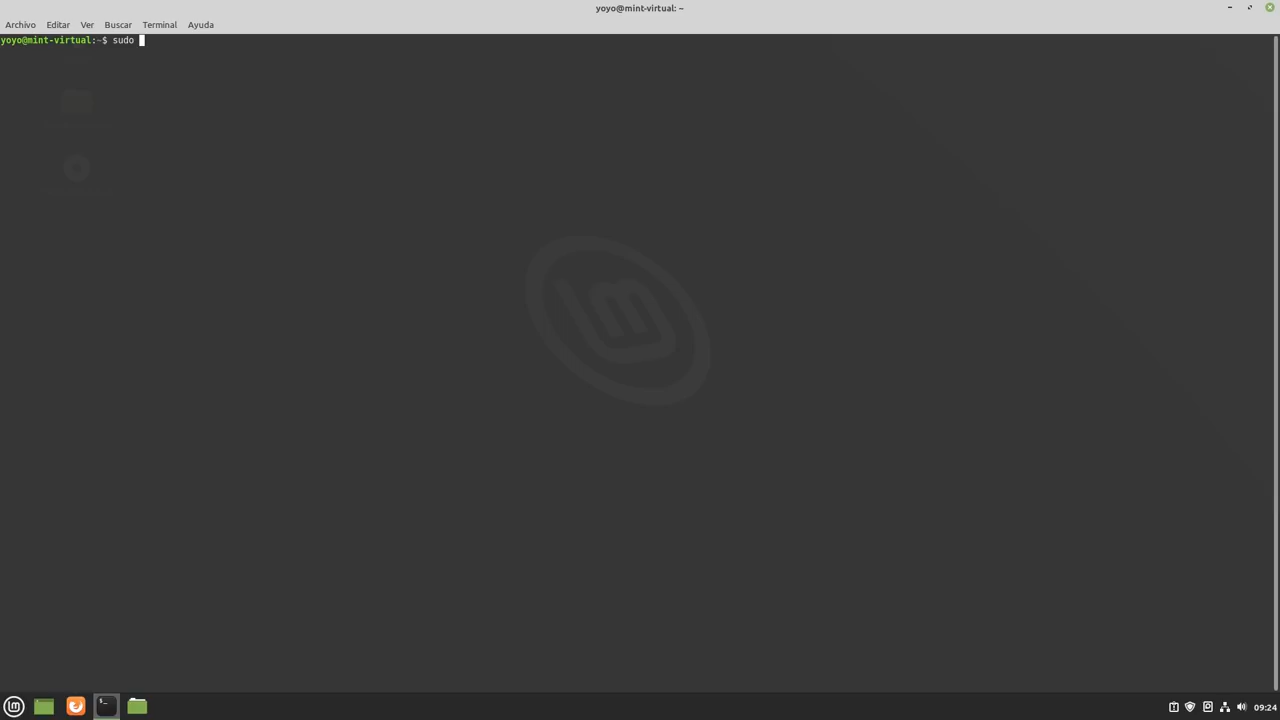 yoyo@mint-virtual: ~
Archivo Editar Ver Buscar Terminal Ayuda
yoyo@mint-virtual:~$ sudo
09:24